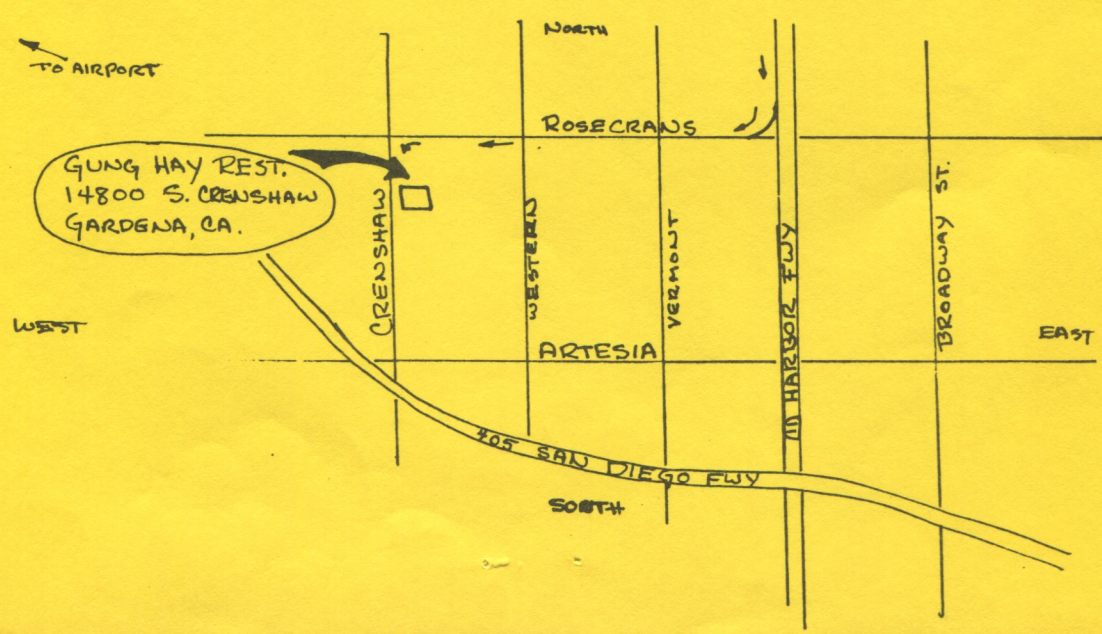 NORTH
TO AIRPORT
ROSECRANS
GUNG HAY REST.
14800 S. CRENSHAW
GARDENA, CA.
CRENSHAW
WESTERN
VERMONT
HARBOR FWY
BROADWAY ST.
WEST
EAST
ARTESIA
405 SAN DIEGO FWY
SOUTH